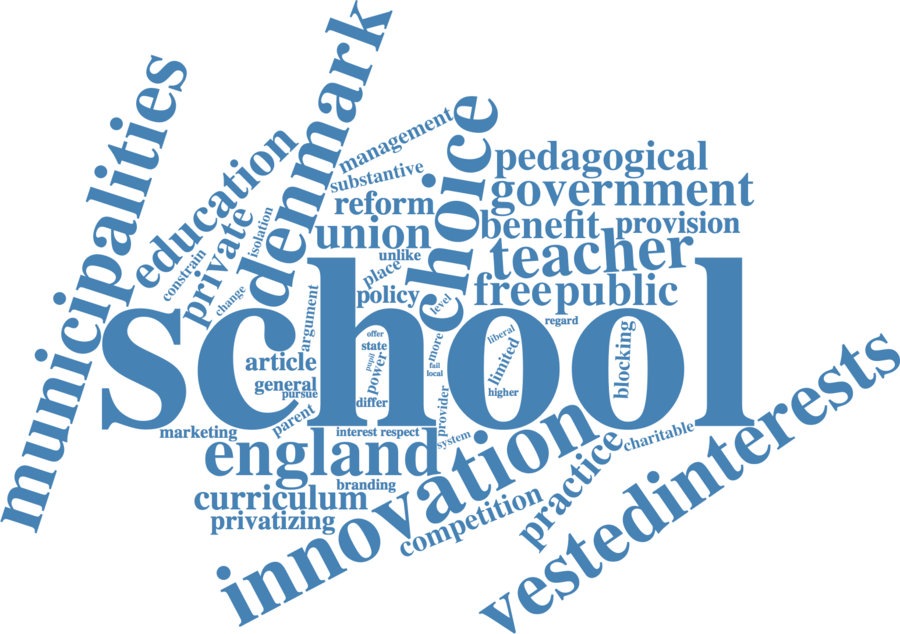 municipalities
denmark
choice
management
substantive
education
private
isolation
constrain
change
reform
union
unlike
place
policy
level
pedagogical
government
benefit
provision
teacher
free
public
school
argument
article
general
pursue
parent
offer
state
pupil
power
differ
more
fail
local
provider
regard
liberal
limited
higher
blocking
marketing
interest
respect
system
england
branding
curriculum
privatizing
innovation
competition
practice
charitable
vestedinterests